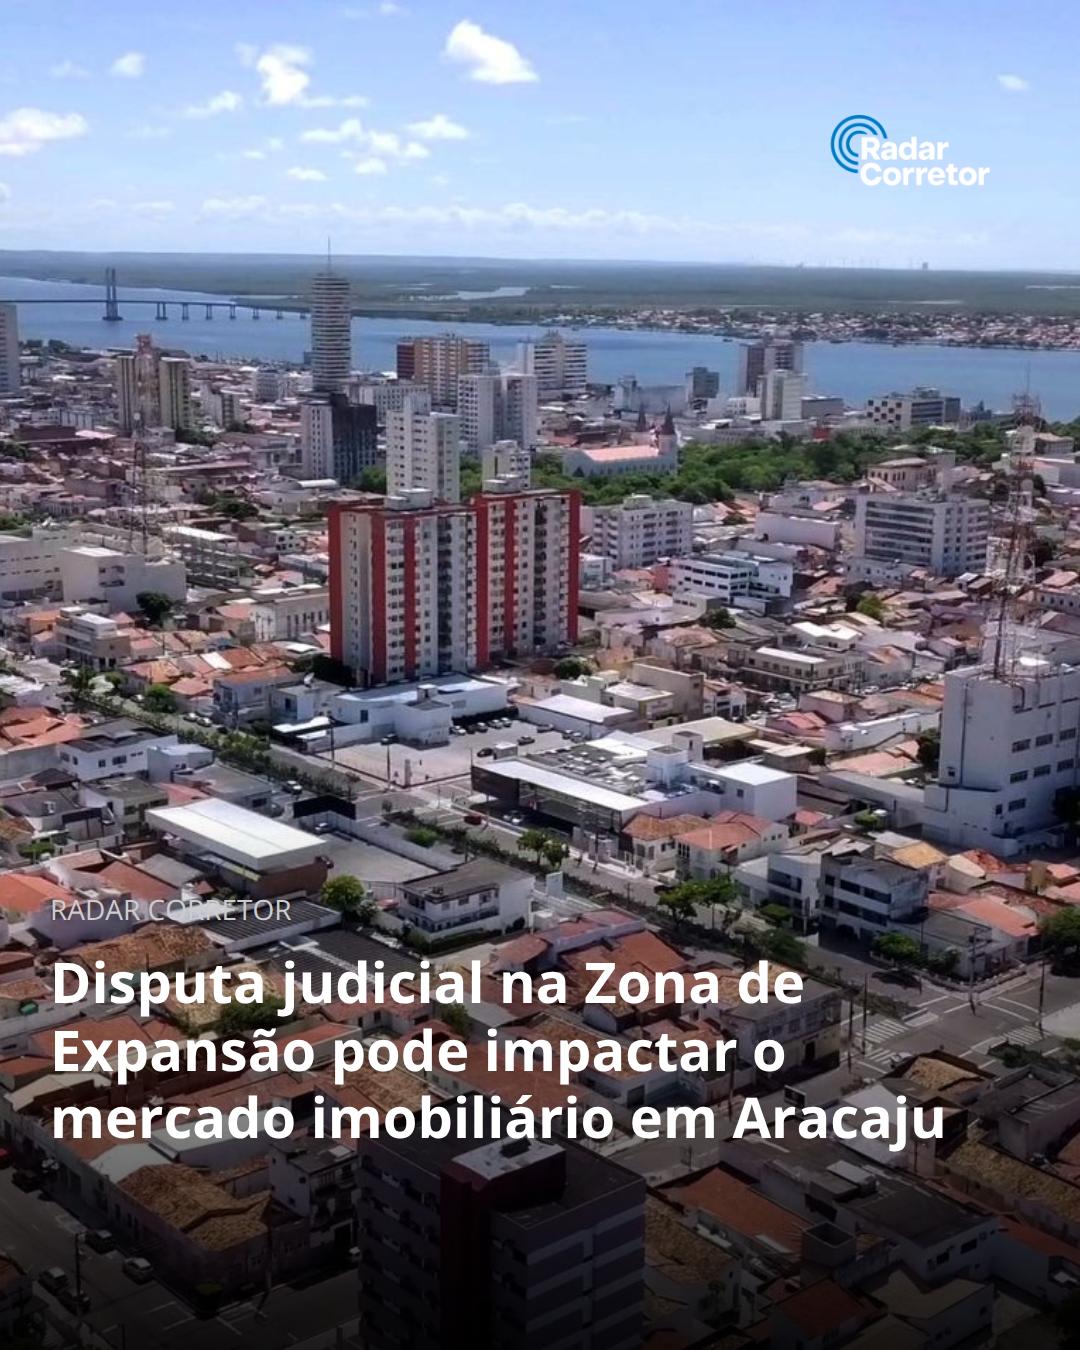 Radar
Corretor
RADAR CORRETOR
Disputa judicial na Zona de
Expansão pode impactar o
mercado imobiliário em Aracaju